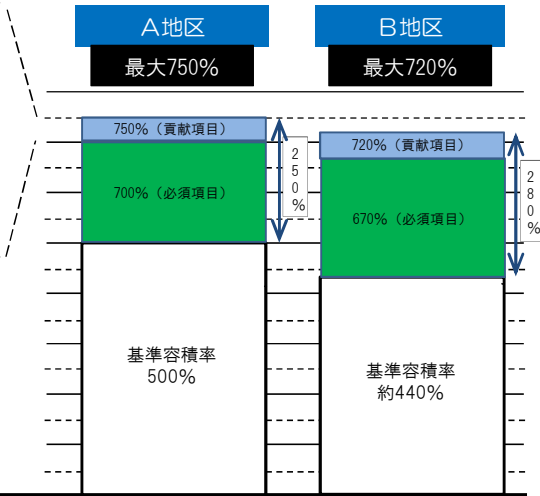 A地区
最大750%
750%（貢献項目）
250%
700%（必須項目）
基準容積率
500%
B地区
最大720%
720%（貢献項目）
280%
670%（必須項目）
基準容積率
約440%